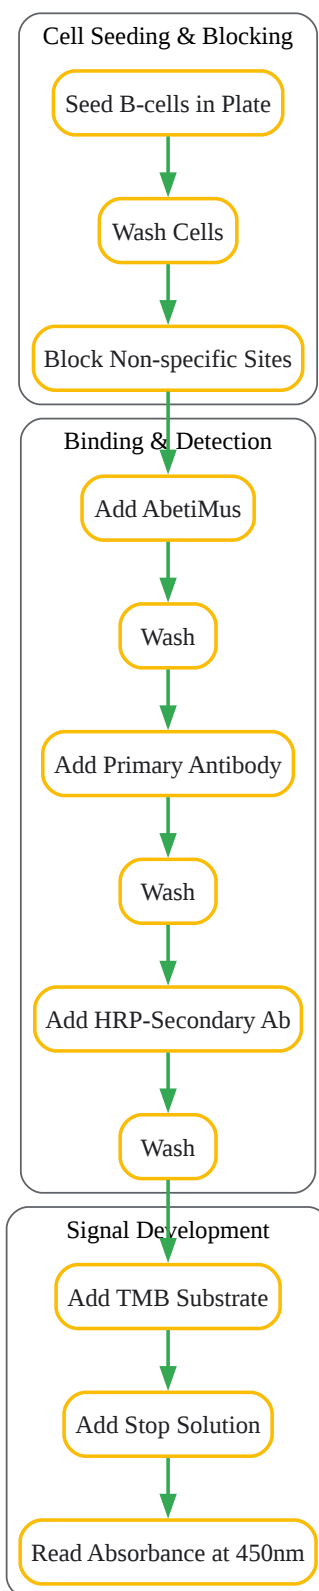 Cell Seeding & Blocking
Seed B-cells in Plate
Wash Cells
Block Non-specific Sites
Binding & Detection
Add AbetiMus
Wash
Add Primary Antibody
Wash
Add HRP-Secondary Ab
Wash
Signal Development
Add TMB Substrate
Add Stop Solution
Read Absorbance at 450nm